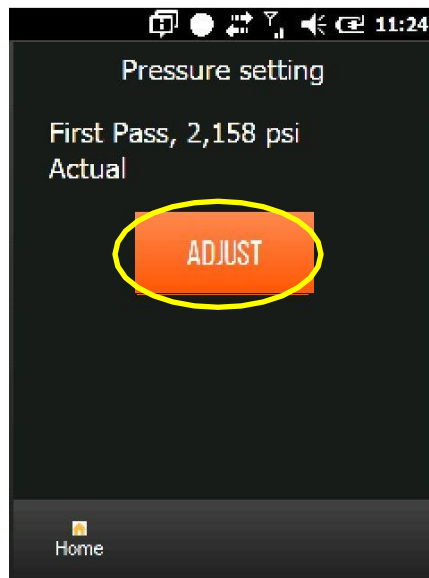 11:24
Pressure setting
First Pass, 2,158 psi
Actual
ADJUST
Home